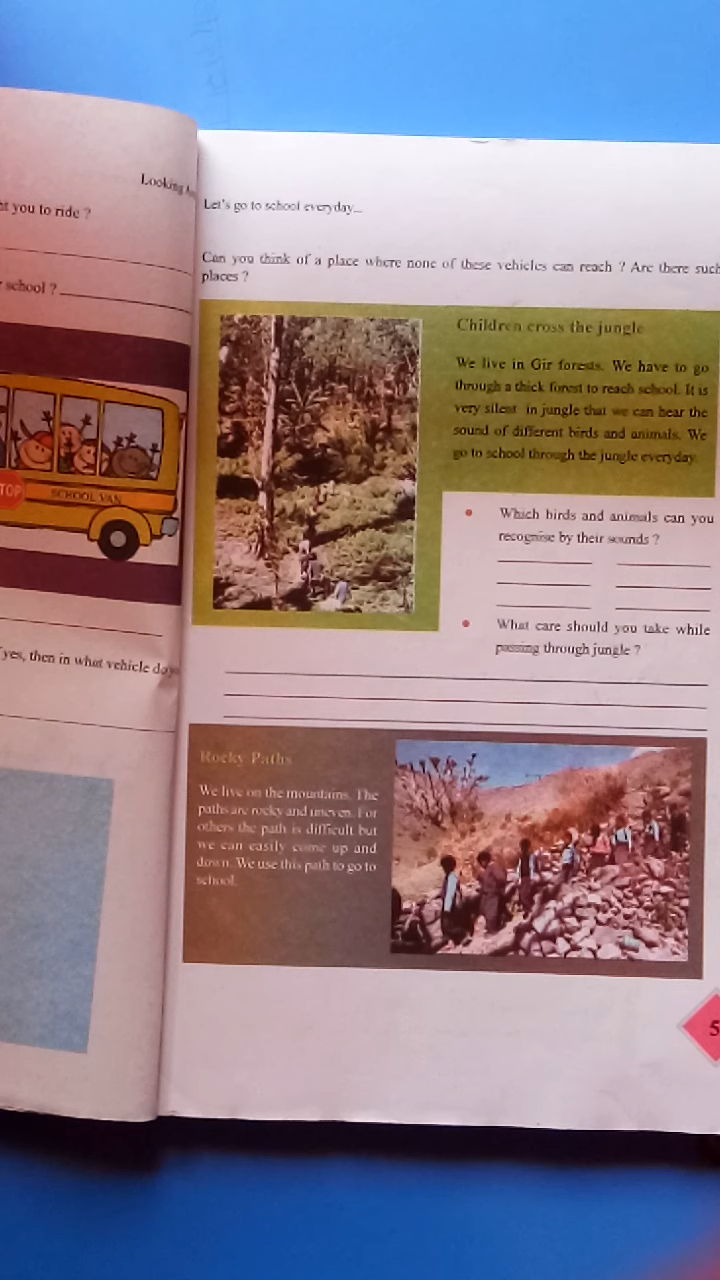 Looking
t you to ride ?
school ?
TOP
SCHOOL VAN
yes, then in what vehicle do
Let's go to school everyday...
Can you think of a place where none of these vehicles can reach ? Are there such
places ?
Children cross the jungle
We live in Gir forests. We have to go
through a thick forest to reach school. It is
very silent in jungle that we can hear the
sound of different birds and animals. We
go to school through the jungle everyday.
Which birds and animals can you
recognise by their sounds ?
What care should you take while
passing through jungle ?
Rocky Paths
We live on the mountains. The
paths are rocky and uneven. For
others the path is difficult but
we can easily come up and
down. We use this path to go to
school.
5